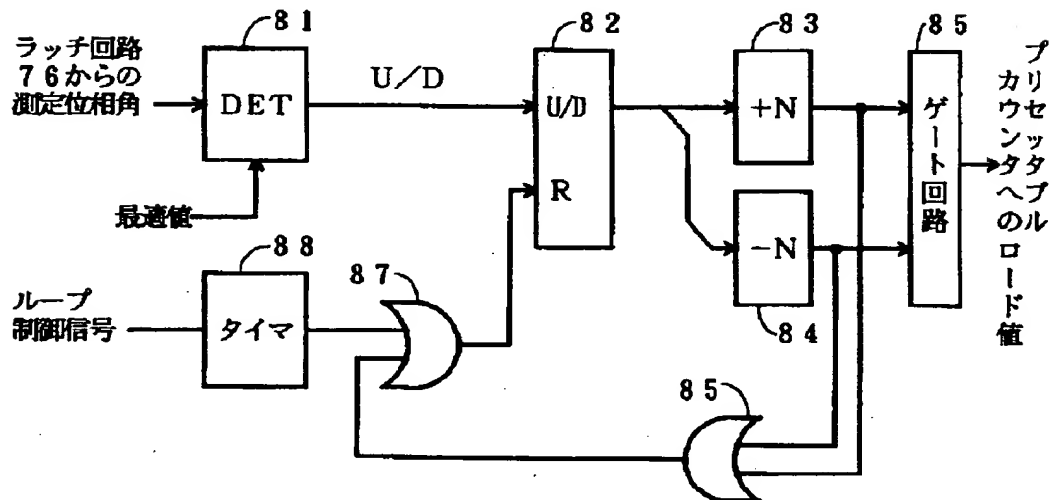 81
ラッチ回路
76からの
測定位相角
DET
U/D
82
U/D
R
83
+N
85
ゲート回路
プリセッタブル
カウンタへのロード値
最適値
−N
84
88
ループ
制御信号
タイマ
87
85